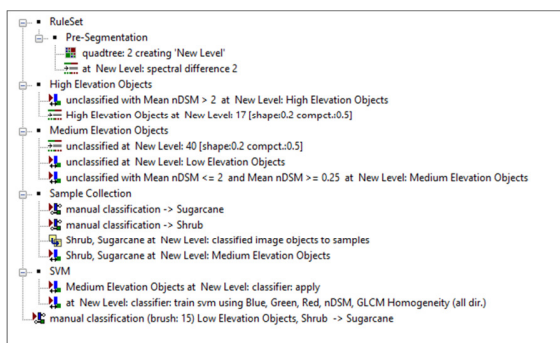 RuleSet
Pre-Segmentation
quadtree: 2 creating 'New Level'
at New Level: spectral difference 2
High Elevation Objects
unclassified with Mean nDSM > 2 at New Level: High Elevation Objects
High Elevation Objects at New Level: 17 [shape:0.2 compct.:0.5]
Medium Elevation Objects
unclassified at New Level: 40 [shape:0.2 compct.:0.5]
unclassified at New Level: Low Elevation Objects
unclassified with Mean nDSM <= 2 and Mean nDSM >= 0.25 at New Level: Medium Elevation Objects
Sample Collection
manual classification -> Sugarcane
manual classification -> Shrub
Shrub, Sugarcane at New Level: classified image objects to samples
Shrub, Sugarcane at New Level: Medium Elevation Objects
SVM
Medium Elevation Objects at New Level: classifier: apply
at New Level: classifier: train svm using Blue, Green, Red, nDSM, GLCM Homogeneity (all dir.)
manual classification (brush: 15) Low Elevation Objects, Shrub -> Sugarcane